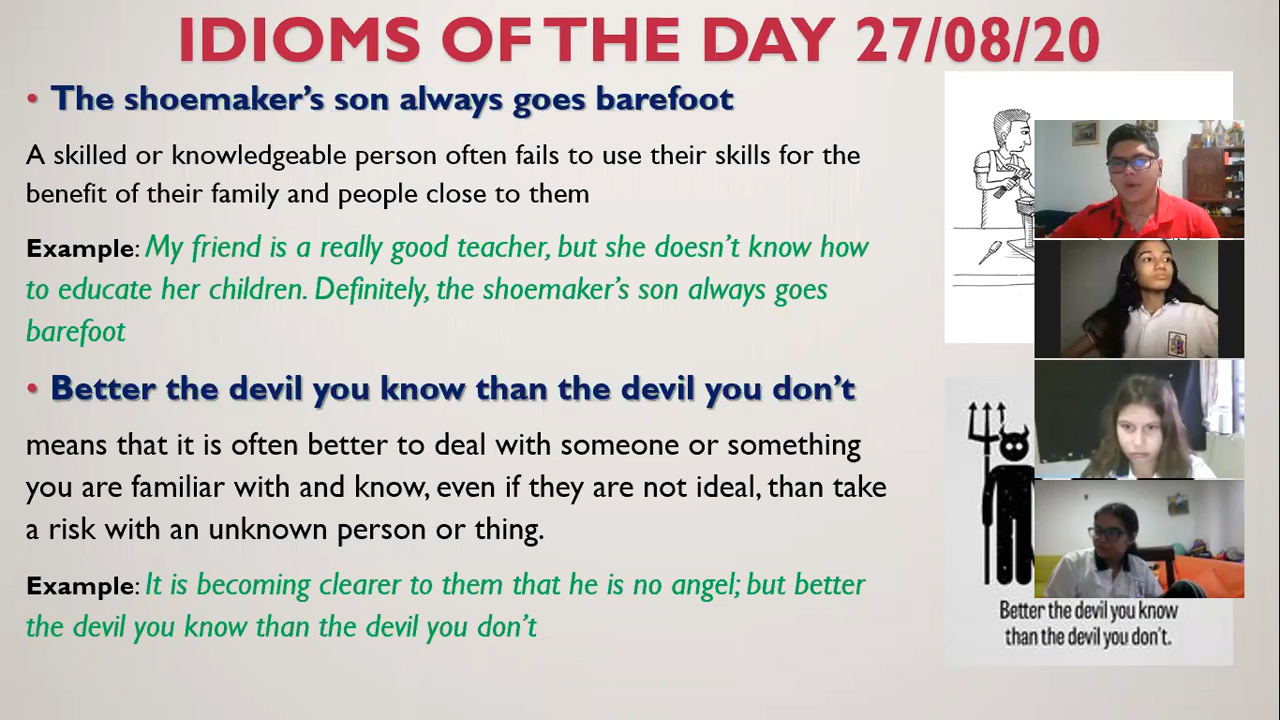 IDIOMS OF THE DAY 27/08/20
• The shoemaker’s son always goes barefoot
A skilled or knowledgeable person often fails to use their skills for the
benefit of their family and people close to them
Example: My friend is a really good teacher, but she doesn’t know how
to educate her children. Definitely, the shoemaker’s son always goes
barefoot
• Better the devil you know than the devil you don’t
means that it is often better to deal with someone or something
you are familiar with and know, even if they are not ideal, than take
a risk with an unknown person or thing.
Example: It is becoming clearer to them that he is no angel; but better
the devil you know than the devil you don’t
Better the devil you know
than the devil you don't.